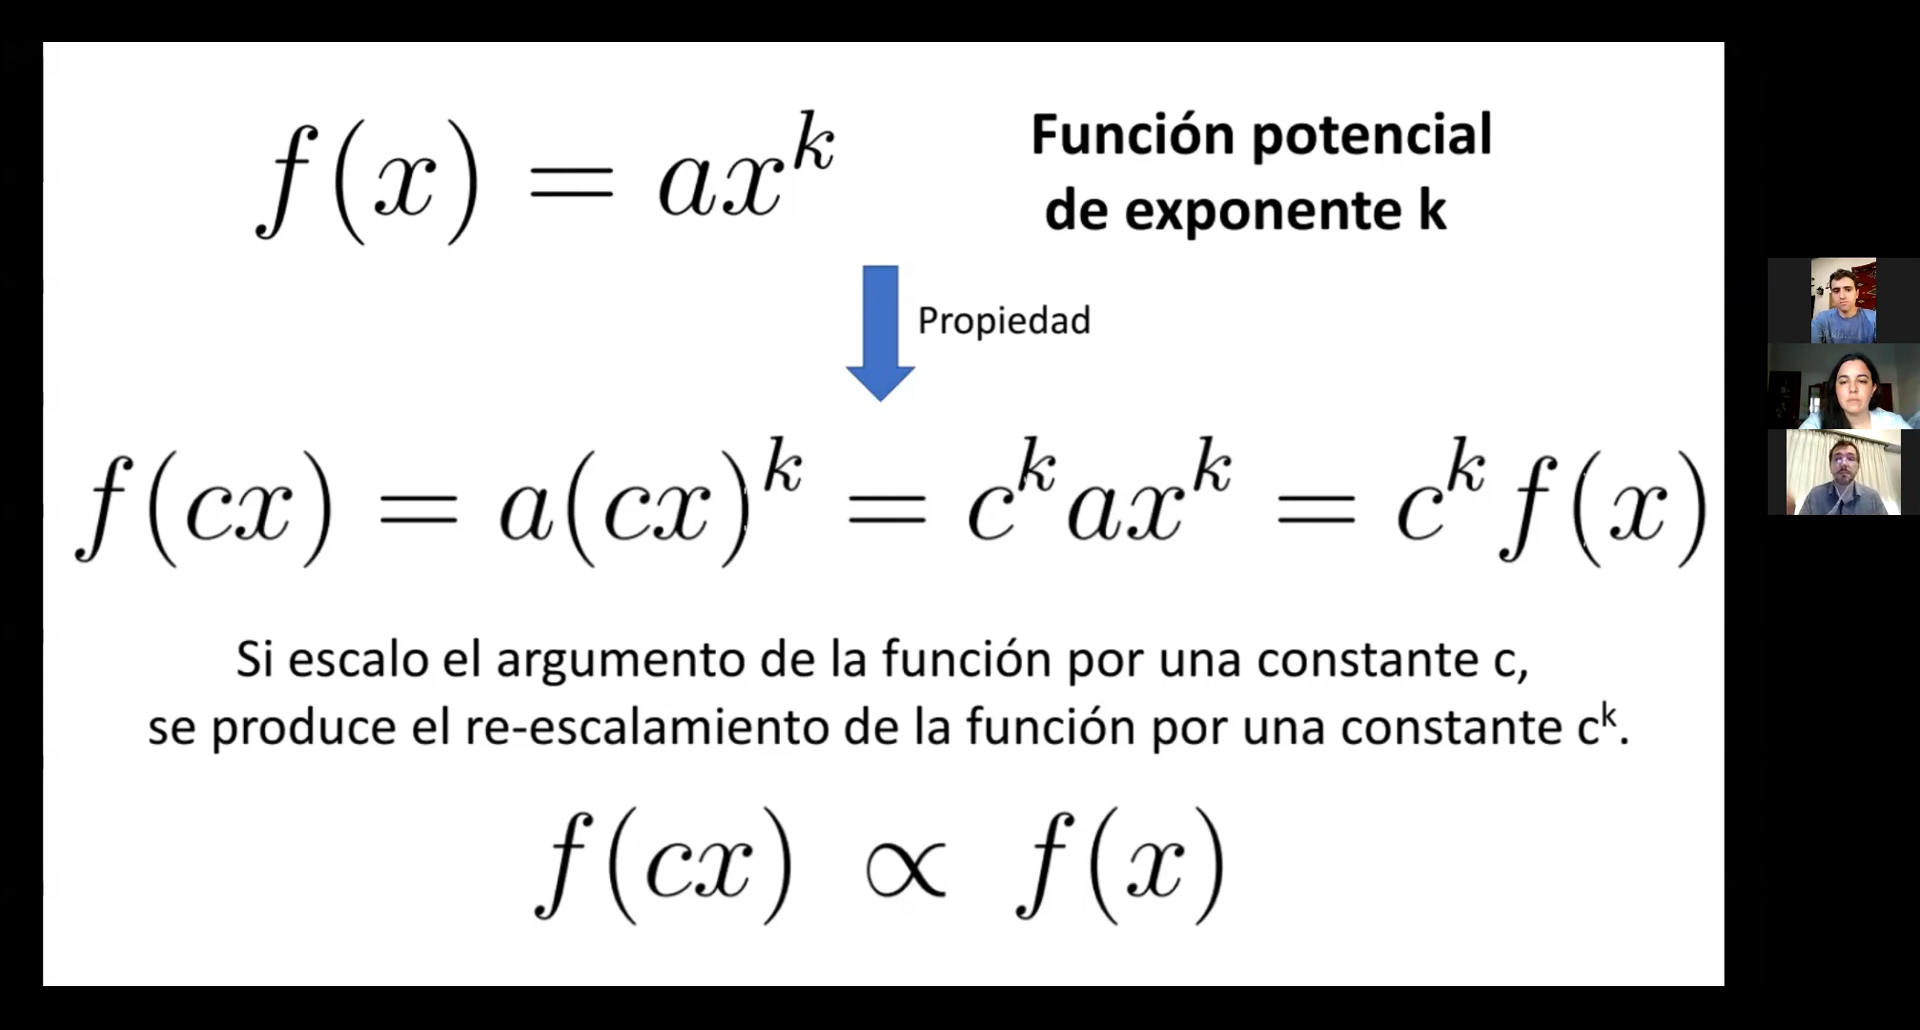 f(x) = ax^k
Función potencial
de exponente k
Propiedad
f(cx) = a(cx)^k = c^k ax^k = c^k f(x)
Si escalo el argumento de la función por una constante c,
se produce el re-escalamiento de la función por una constante c^k.
f(cx) ∝ f(x)